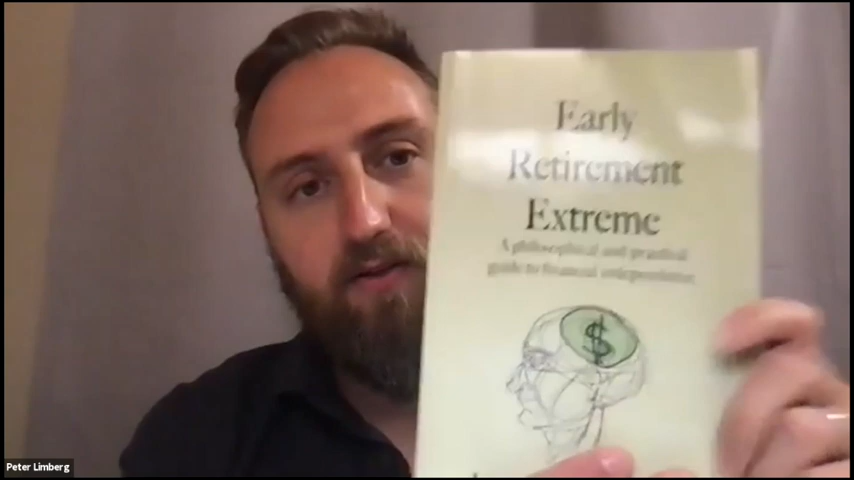 Early
Retirement
Extreme
A philosophical and practical
guide to financial independence
$
Peter Limberg